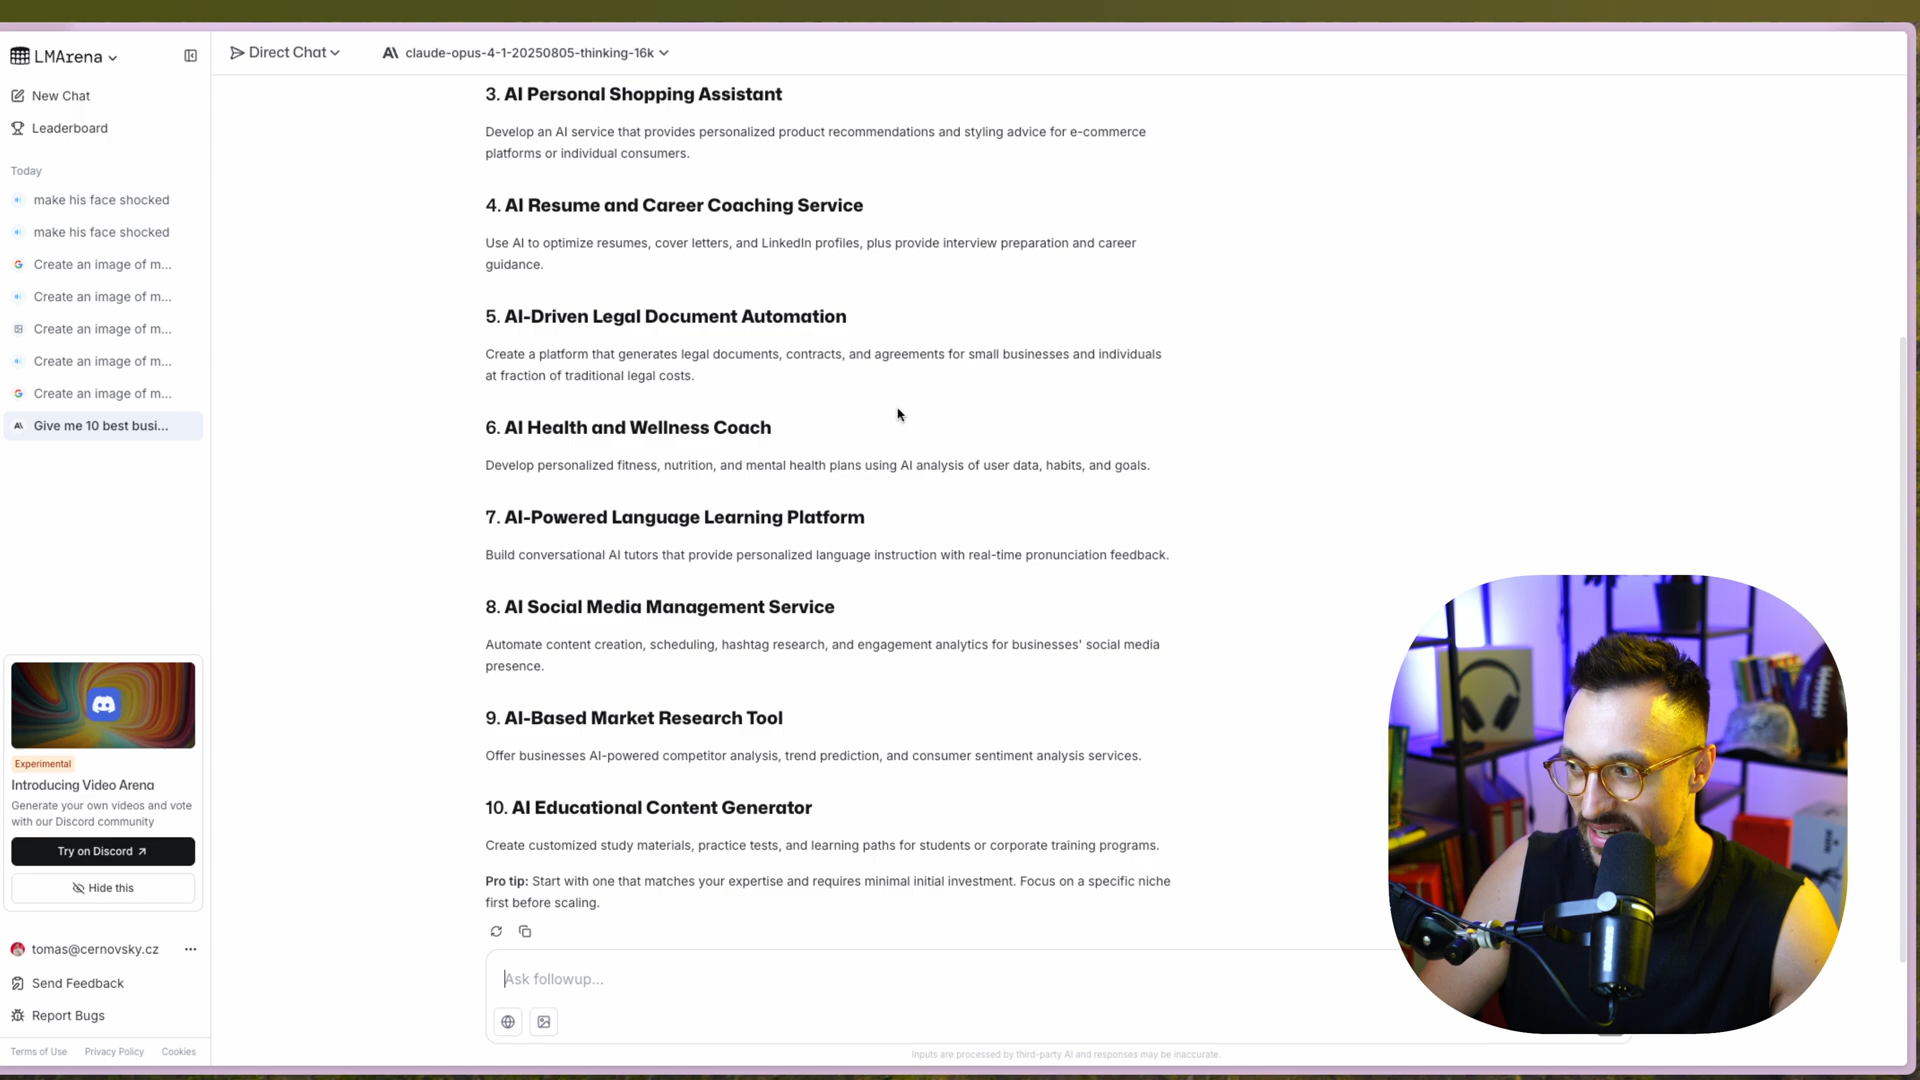 LMArena
New Chat
Leaderboard
Today
make his face shocked
make his face shocked
Create an image of m...
Create an image of m...
Create an image of m...
Create an image of m...
Create an image of m...
Give me 10 best busi...
Experimental
Introducing Video Arena
Generate your own videos and vote
with our Discord community
Try on Discord ↗
Hide this
tomas@cernovsky.cz
Send Feedback
Report Bugs
Terms of Use Privacy Policy Cookies
Direct Chat claude-opus-4-1-20250805-thinking-16k
3. AI Personal Shopping Assistant
Develop an AI service that provides personalized product recommendations and styling advice for e-commerce
platforms or individual consumers.
4. AI Resume and Career Coaching Service
Use AI to optimize resumes, cover letters, and LinkedIn profiles, plus provide interview preparation and career
guidance.
5. AI-Driven Legal Document Automation
Create a platform that generates legal documents, contracts, and agreements for small businesses and individuals
at fraction of traditional legal costs.
6. AI Health and Wellness Coach
Develop personalized fitness, nutrition, and mental health plans using AI analysis of user data, habits, and goals.
7. AI-Powered Language Learning Platform
Build conversational AI tutors that provide personalized language instruction with real-time pronunciation feedback.
8. AI Social Media Management Service
Automate content creation, scheduling, hashtag research, and engagement analytics for businesses' social media
presence.
9. AI-Based Market Research Tool
Offer businesses AI-powered competitor analysis, trend prediction, and consumer sentiment analysis services.
10. AI Educational Content Generator
Create customized study materials, practice tests, and learning paths for students or corporate training programs.
Pro tip: Start with one that matches your expertise and requires minimal initial investment. Focus on a specific niche
first before scaling.
Ask followup...
Inputs are processed by third-party AI and responses may be inaccurate.